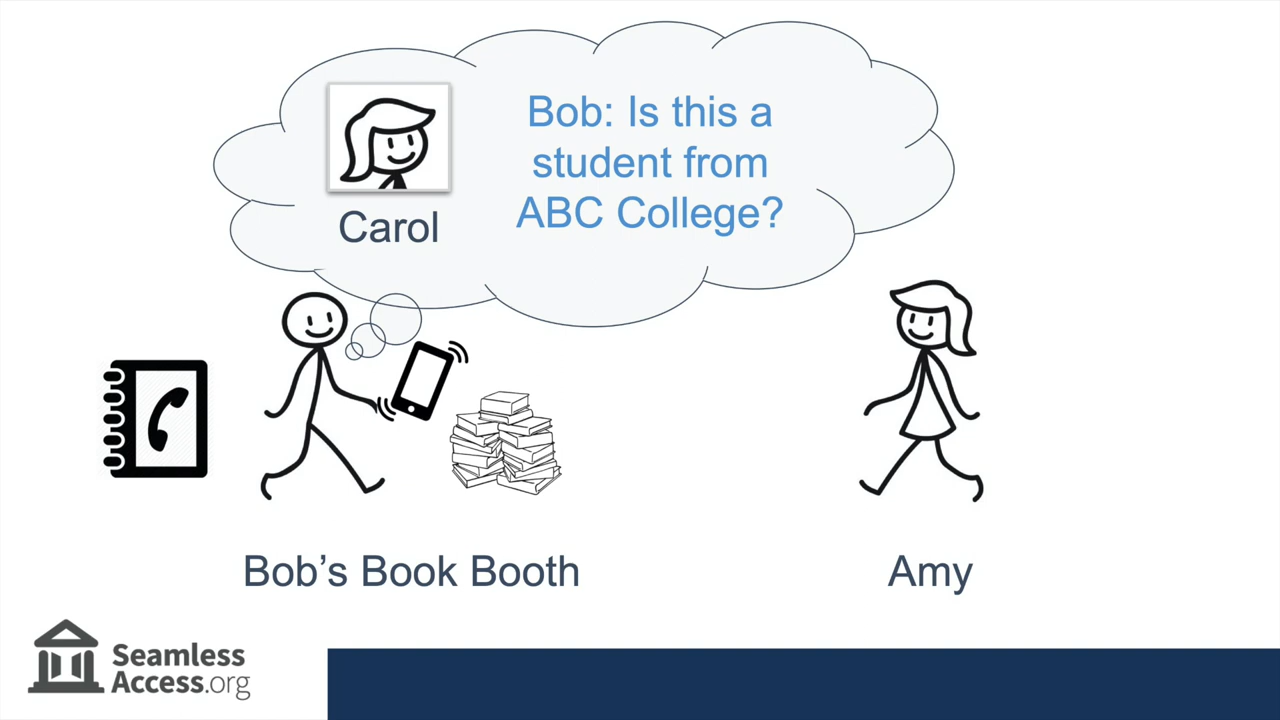 Bob: Is this a
student from
ABC College?
Carol
Bob’s Book Booth
Amy
Seamless
Access.org